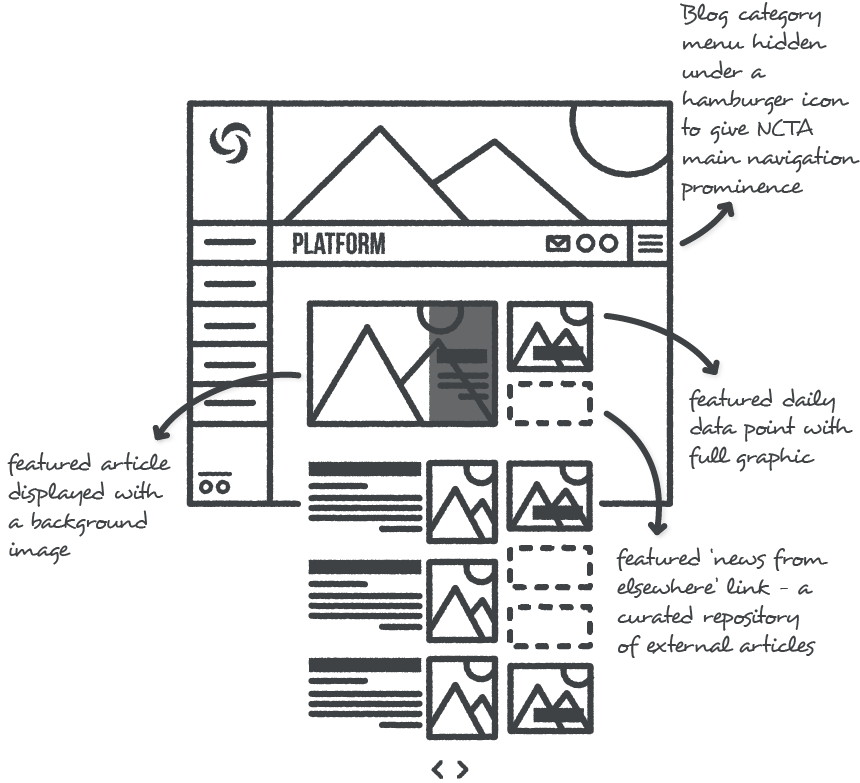 Blog category
menu hidden
under a
hamburger icon
to give NCTA
main navigation
prominence
PLATFORM
featured daily
data point with
full graphic
featured article
displayed with
a background
image
featured 'news from
elsewhere' link - a
curated repository
of external articles